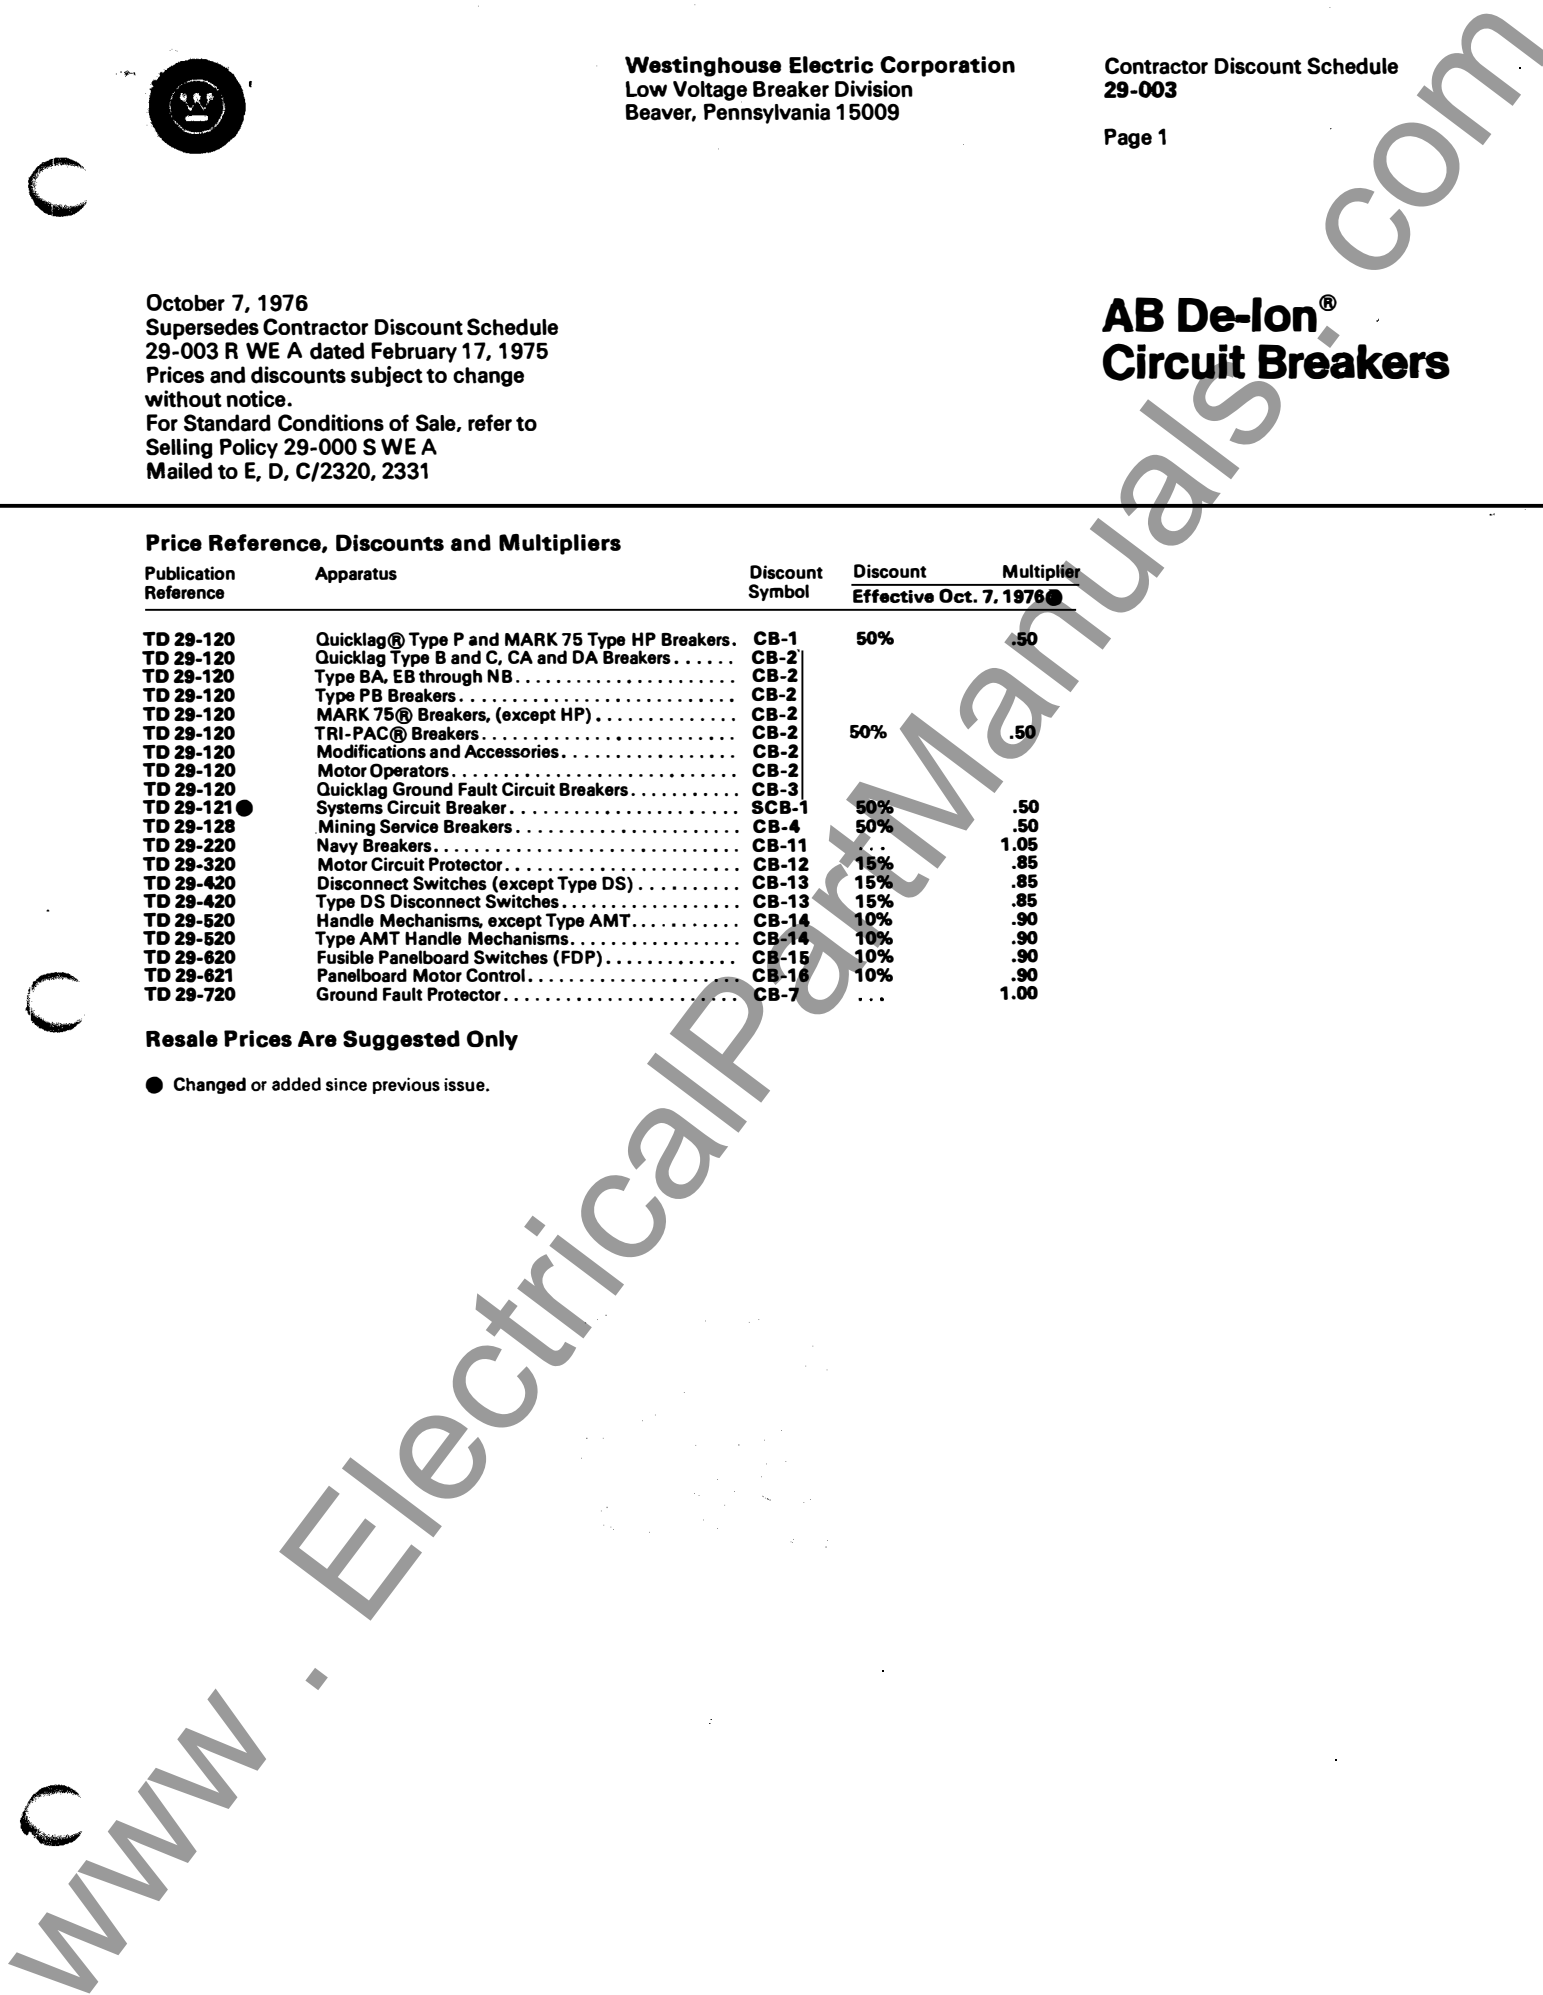 Westinghouse Electric Corporation
Low Voltage Breaker Division
Beaver, Pennsylvania 15009
Contractor Discount Schedule
29-003
Page 1
October 7, 1976
Supersedes Contractor Discount Schedule
29-003 R WE A dated February 17, 1975
Prices and discounts subject to change
without notice.
For Standard Conditions of Sale, refer to
Selling Policy 29-000 S WE A
Mailed to E, D, C/2320, 2331
AB De-Ion®
Circuit Breakers
Price Reference, Discounts and Multipliers
Publication Reference Apparatus Discount Symbol Discount Multiplier
Effective Oct. 7, 1976●
TD 29-120 Quicklag® Type P and MARK 75 Type HP Breakers. CB-1 50% .50
TD 29-120 Quicklag Type B and C, CA and DA Breakers...... CB-2
TD 29-120 Type BA, EB through NB...................... CB-2
TD 29-120 Type PB Breakers........................... CB-2
TD 29-120 MARK 75® Breakers, (except HP).............. CB-2
TD 29-120 TRI-PAC® Breakers......................... CB-2 50% .50
TD 29-120 Modifications and Accessories................. CB-2
TD 29-120 Motor Operators............................ CB-2
TD 29-120 Quicklag Ground Fault Circuit Breakers........... CB-3
TD 29-121● Systems Circuit Breaker....................... SCB-1 50% .50
TD 29-128 Mining Service Breakers...................... CB-4 50% .50
TD 29-220 Navy Breakers.............................. CB-11 ... 1.05
TD 29-320 Motor Circuit Protector....................... CB-12 15% .85
TD 29-420 Disconnect Switches (except Type DS).......... CB-13 15% .85
TD 29-420 Type DS Disconnect Switches.................. CB-13 15% .85
TD 29-520 Handle Mechanisms, except Type AMT........... CB-14 10% .90
TD 29-520 Type AMT Handle Mechanisms................. CB-14 10% .90
TD 29-620 Fusible Panelboard Switches (FDP)............. CB-15 10% .90
TD 29-621 Panelboard Motor Control..................... CB-16 10% .90
TD 29-720 Ground Fault Protector....................... CB-7 ... 1.00
Resale Prices Are Suggested Only
● Changed or added since previous issue.
www . ElectricalPartManuals . com